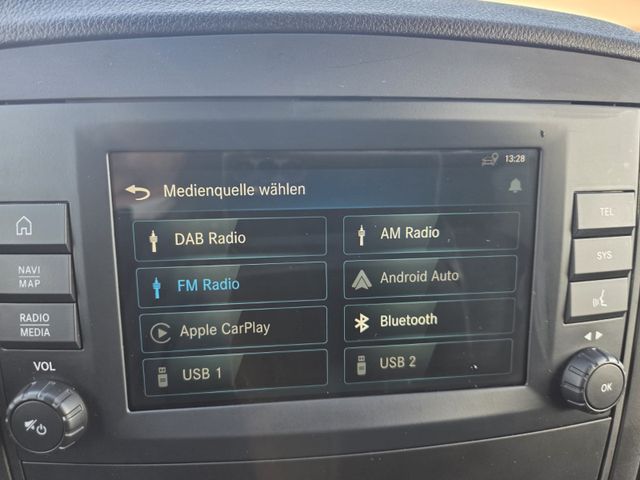 13:28
Medienquelle wählen
DAB Radio
AM Radio
FM Radio
Android Auto
Apple CarPlay
Bluetooth
USB 1
USB 2
NAVI
MAP
RADIO
MEDIA
VOL
TEL
SYS
OK